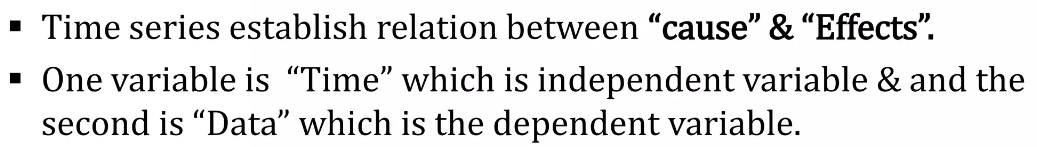 ▪ Time series establish relation between “cause” & “Effects”.
▪ One variable is “Time” which is independent variable & and the
second is “Data” which is the dependent variable.